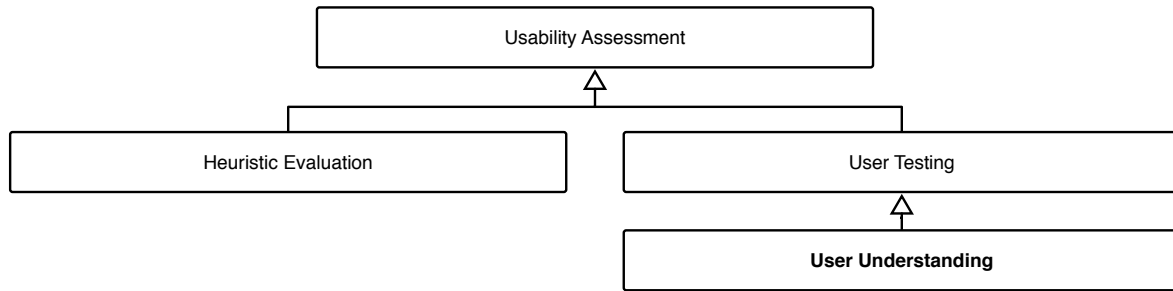 Usability Assessment
Heuristic Evaluation
User Testing
User Understanding